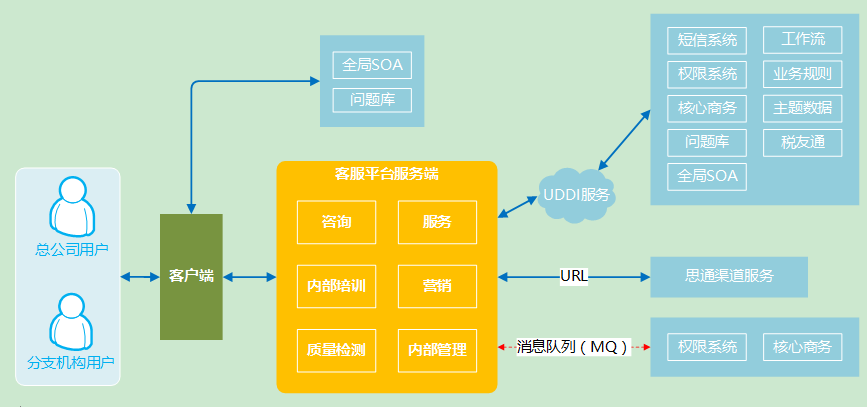 全局SOA
问题库
总公司用户
分支机构用户
客户端
客服平台服务端
咨询
服务
内部培训
营销
质量检测
内部管理
UDDI服务
短信系统
工作流
权限系统
业务规则
核心商务
主题数据
问题库
税友通
全局SOA
URL
思通渠道服务
消息队列（MQ）
权限系统
核心商务